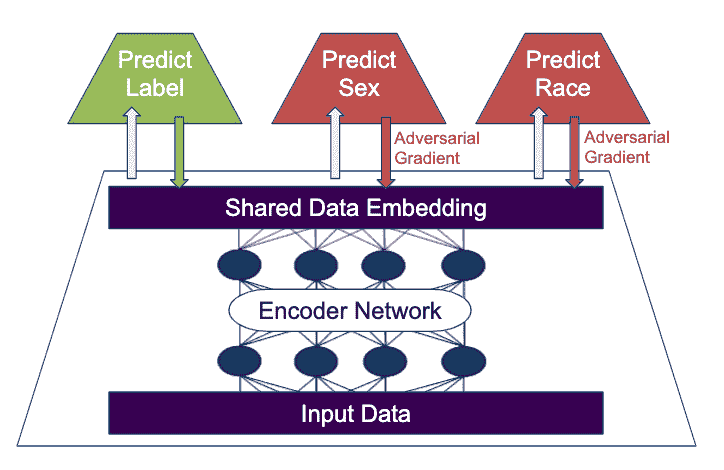 Predict
Label
Predict
Sex
Predict
Race
Adversarial
Gradient
Adversarial
Gradient
Shared Data Embedding
Encoder Network
Input Data